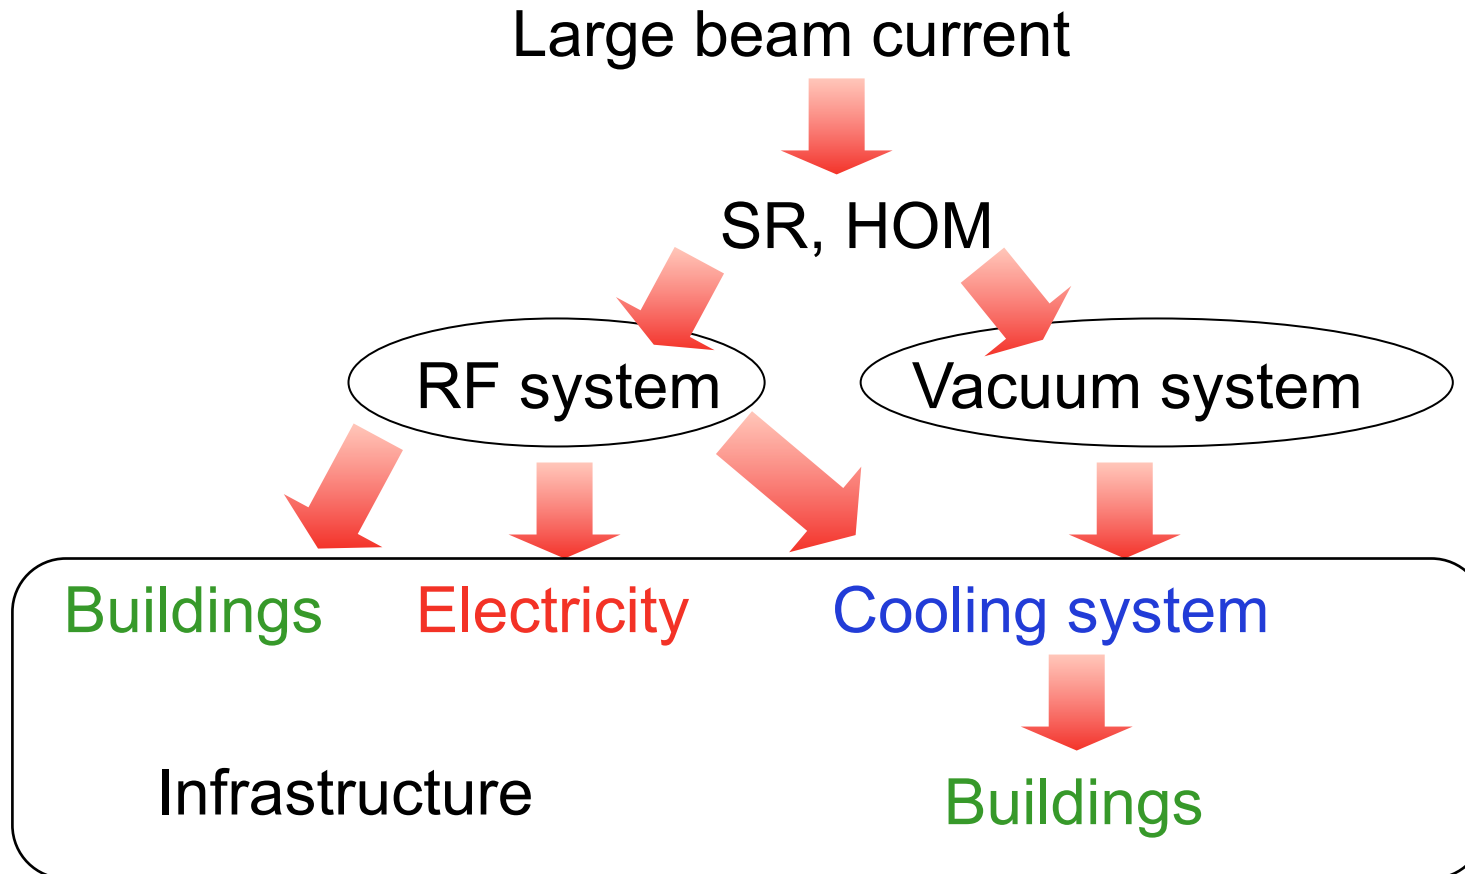 Large beam current
SR, HOM
RF system
Vacuum system
Buildings
Electricity
Cooling system
Infrastructure
Buildings